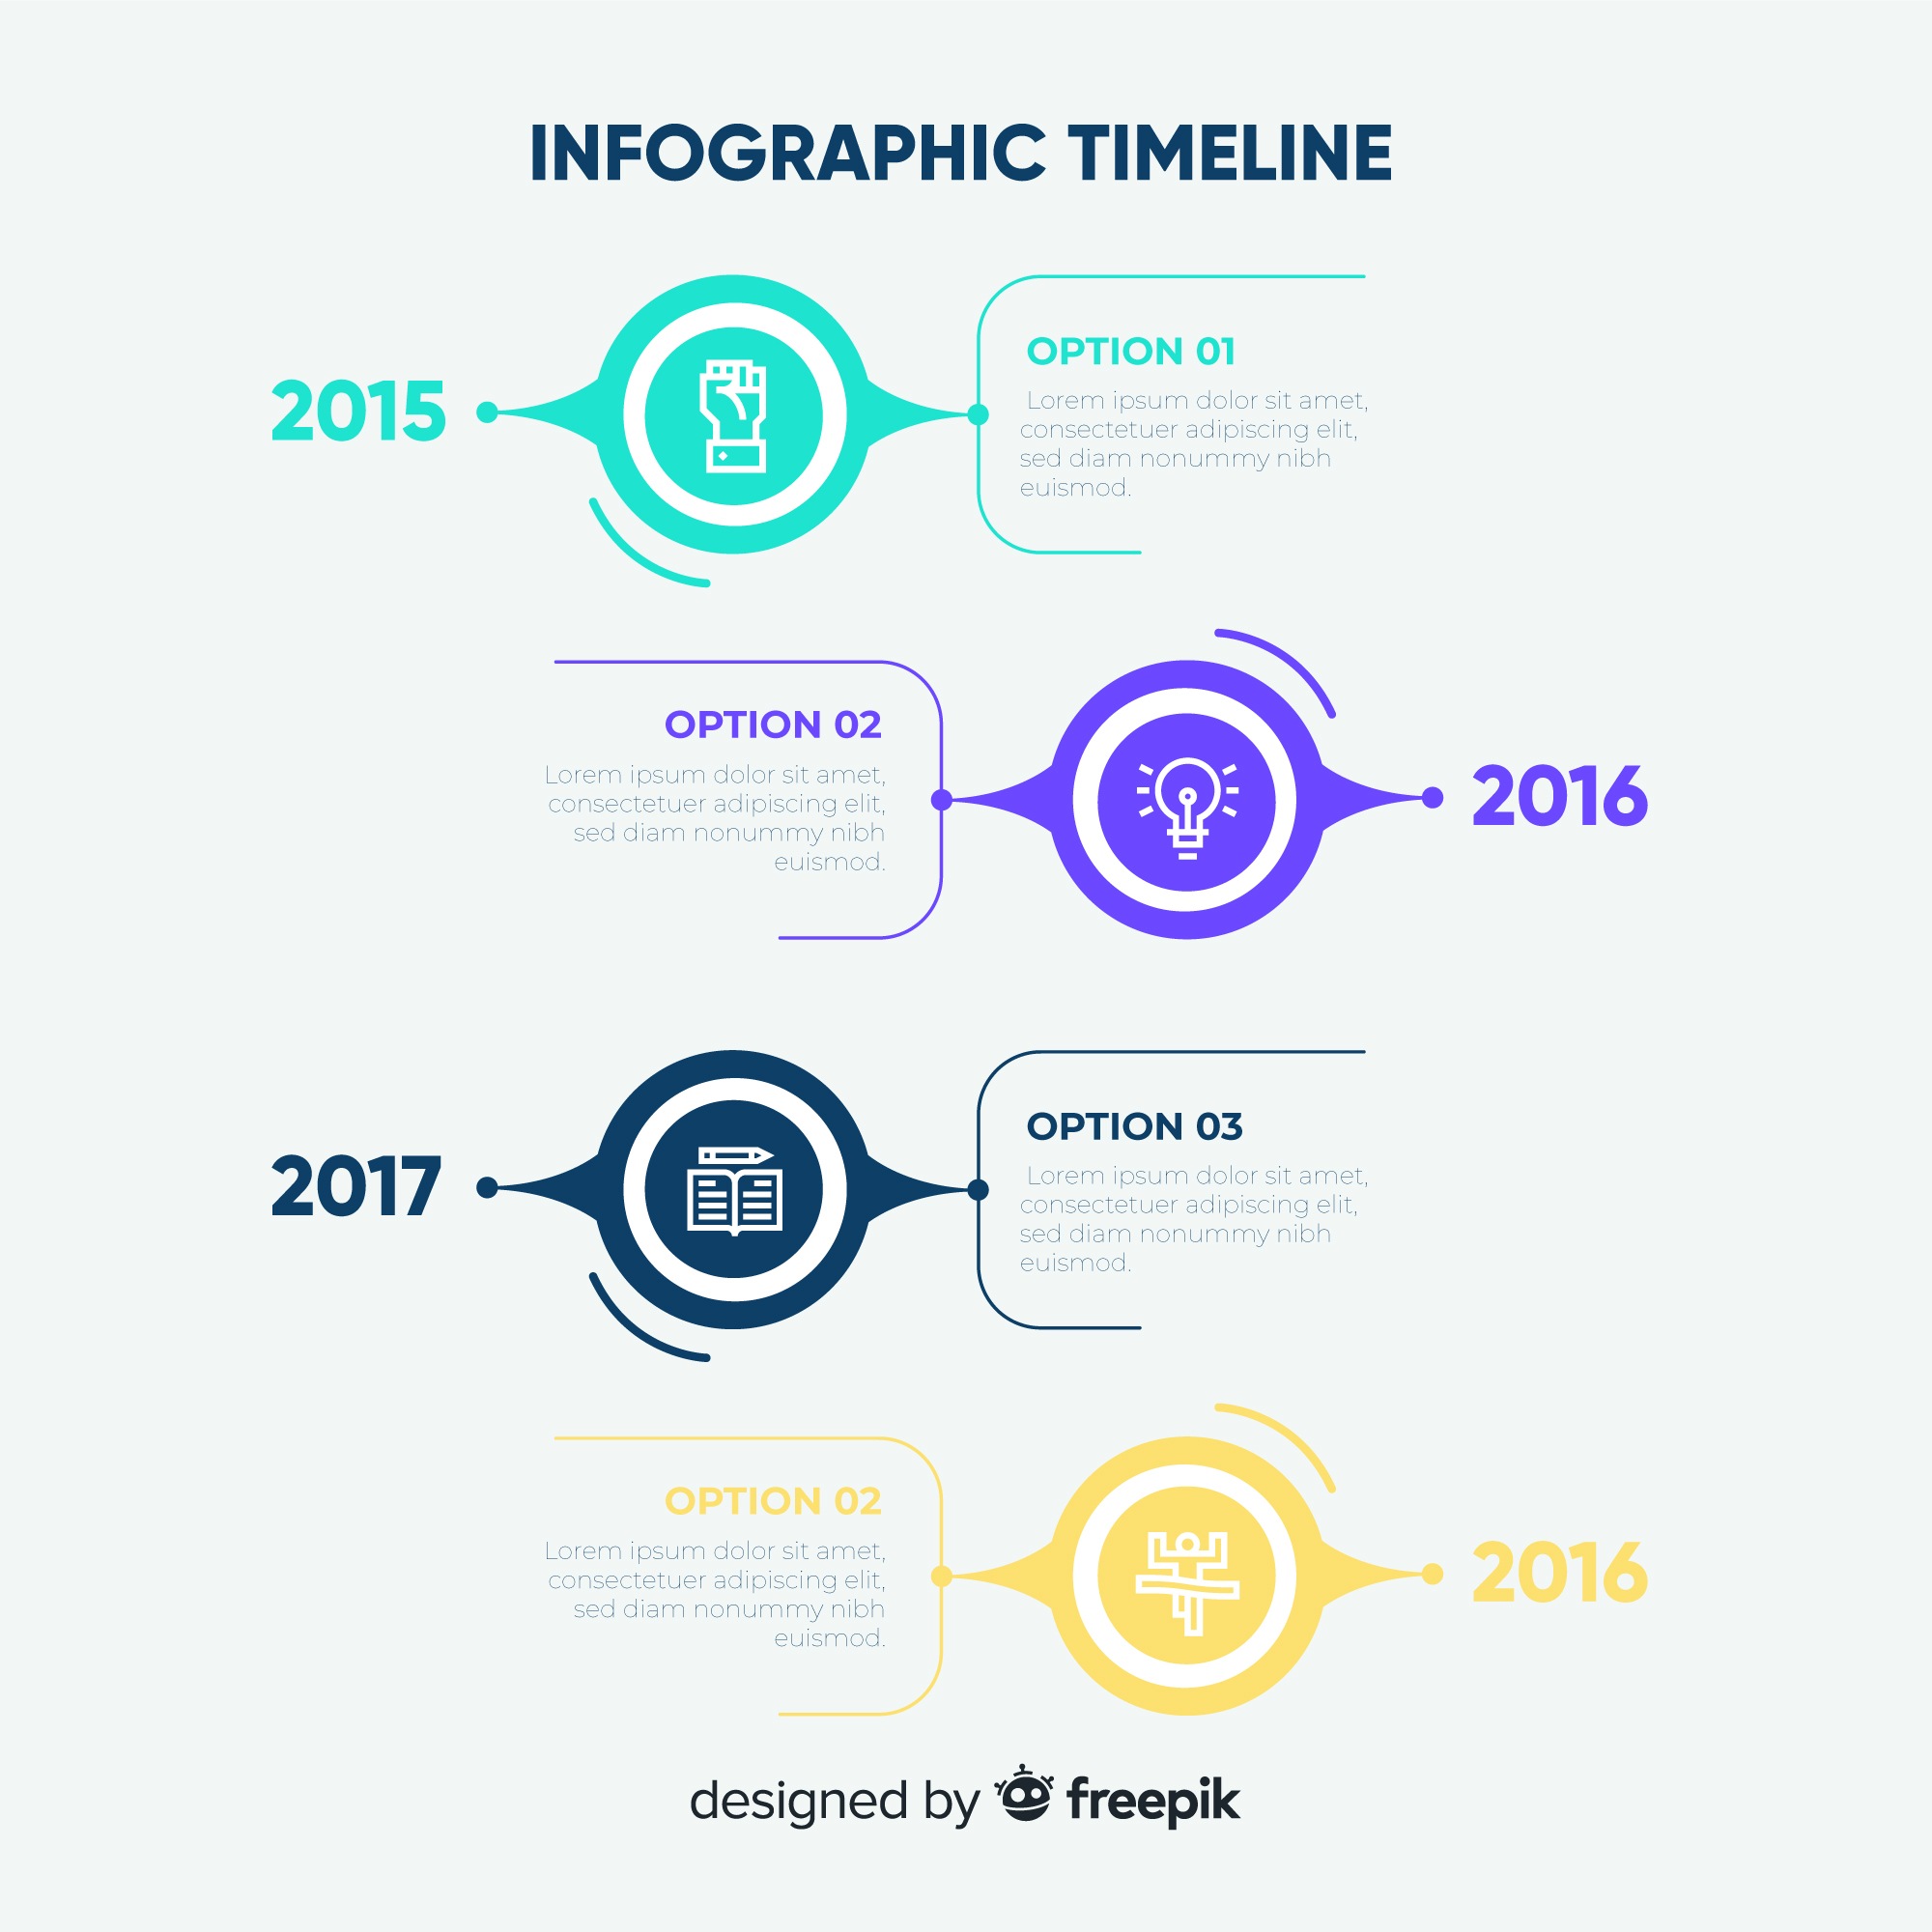 INFOGRAPHIC TIMELINE
2015
OPTION 01
Lorem ipsum dolor sit amet,
consectetuer adipiscing elit,
sed diam nonummy nibh
euismod.
OPTION 02
Lorem ipsum dolor sit amet,
consectetuer adipiscing elit,
sed diam nonummy nibh
euismod.
2016
2017
OPTION 03
Lorem ipsum dolor sit amet,
consectetuer adipiscing elit,
sed diam nonummy nibh
euismod.
OPTION 02
Lorem ipsum dolor sit amet,
consectetuer adipiscing elit,
sed diam nonummy nibh
euismod.
2016
designed by freepik